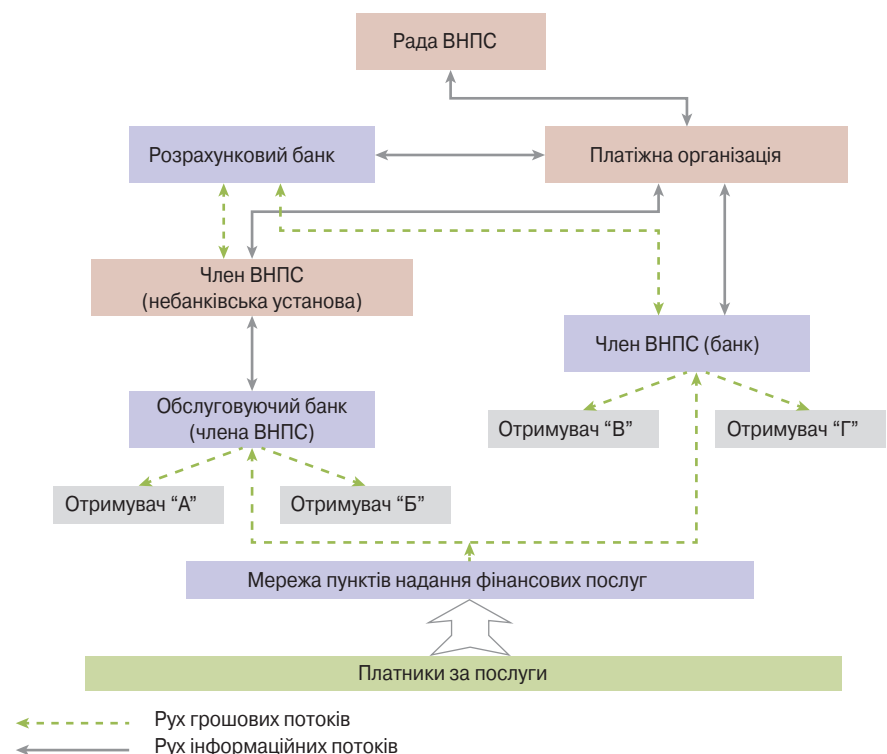 Рада ВНПС
Розрахунковий банк
Платіжна організація
Член ВНПС
(небанківська установа)
Член ВНПС (банк)
Обслуговуючий банк
(члена ВНПС)
Отримувач “В”
Отримувач “Г”
Отримувач “А”
Отримувач “Б”
Мережа пунктів надання фінансових послуг
Платники за послуги
Рух грошових потоків
Рух інформаційних потоків